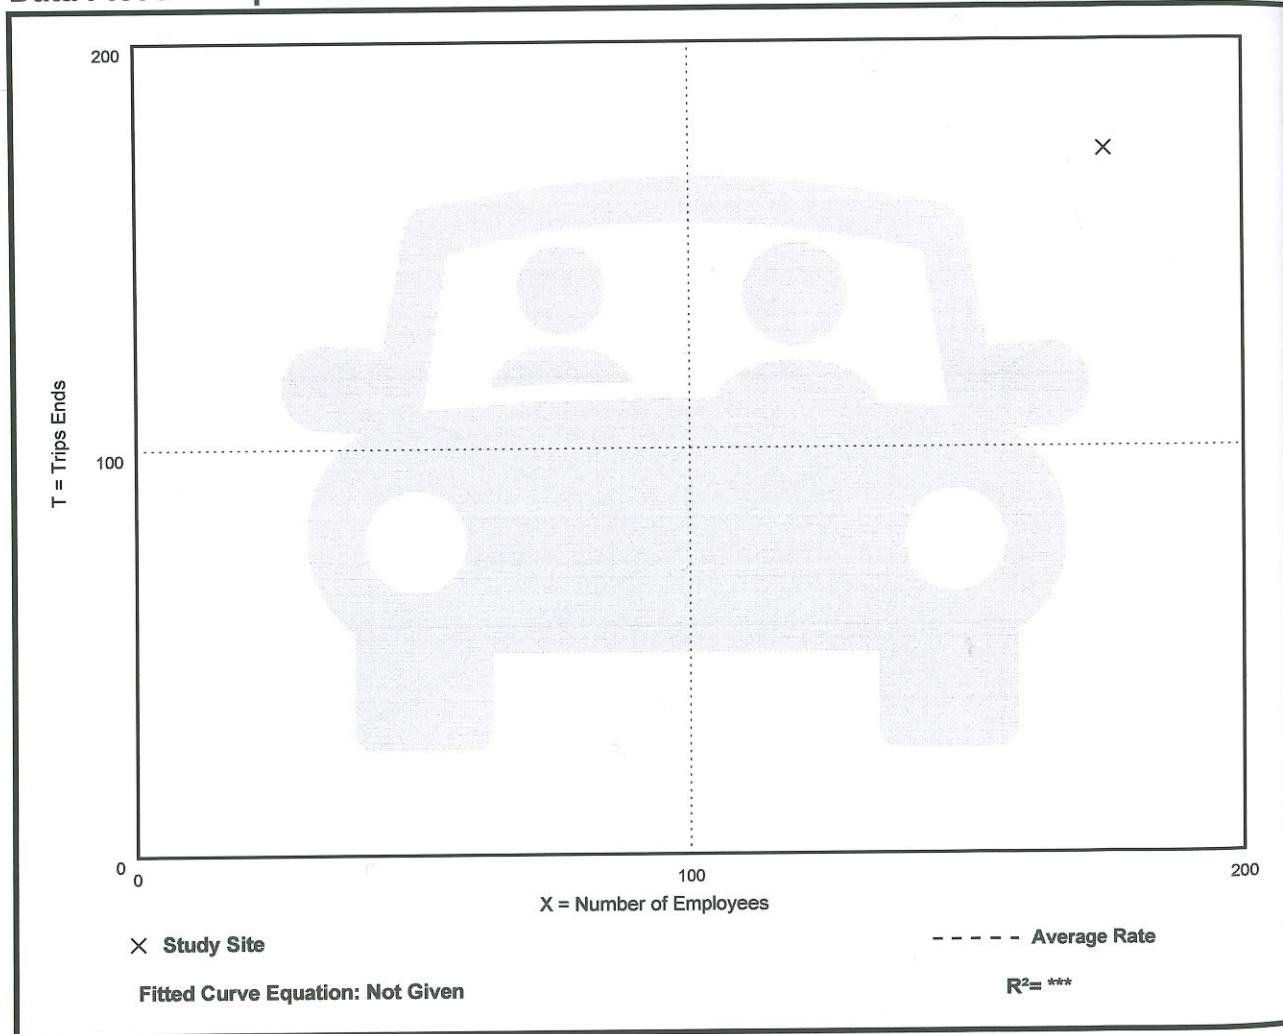 200
100
0
T = Trips Ends
0
100
200
X = Number of Employees
× Study Site
- - - - - Average Rate
Fitted Curve Equation: Not Given
R²= ***